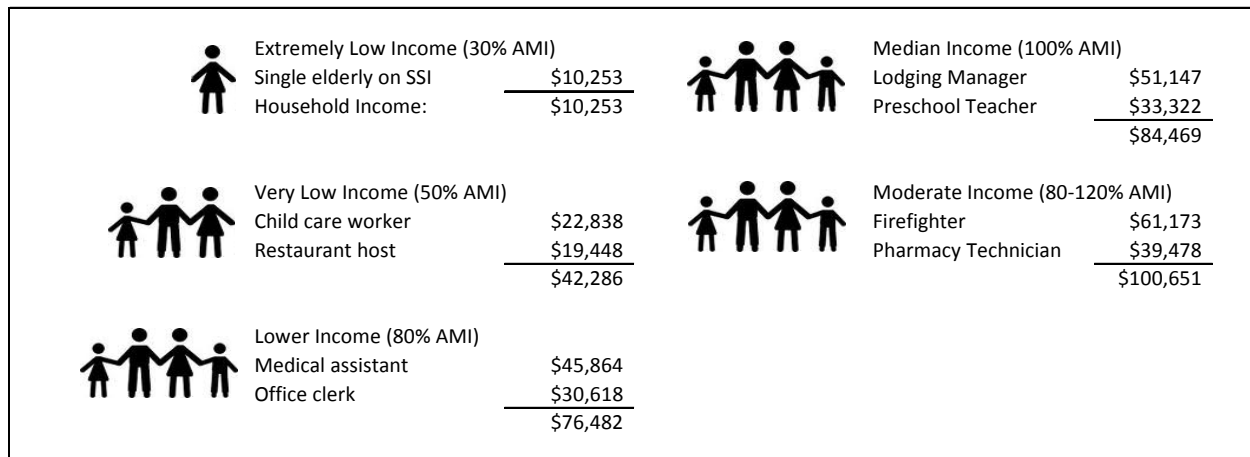 Extremely Low Income (30% AMI)
Single elderly on SSI $10,253
Household Income: $10,253
Very Low Income (50% AMI)
Child care worker $22,838
Restaurant host $19,448
$42,286
Lower Income (80% AMI)
Medical assistant $45,864
Office clerk $30,618
$76,482
Median Income (100% AMI)
Lodging Manager $51,147
Preschool Teacher $33,322
$84,469
Moderate Income (80-120% AMI)
Firefighter $61,173
Pharmacy Technician $39,478
$100,651